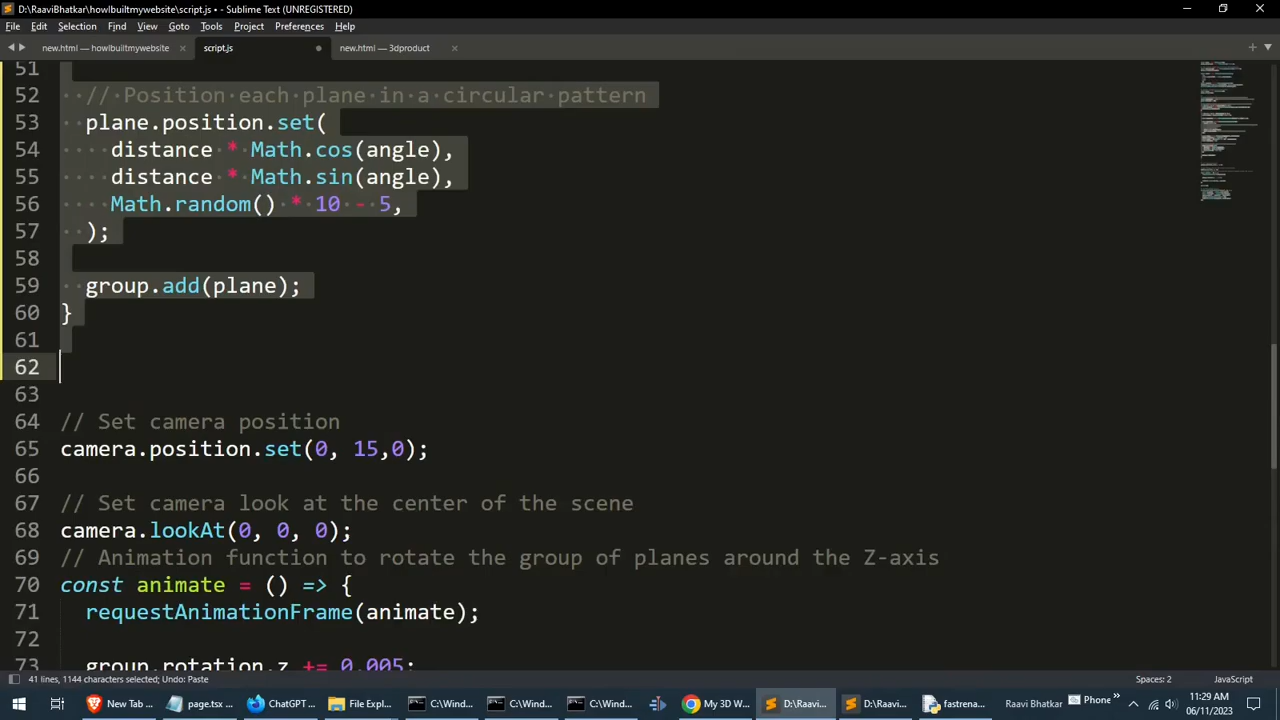 D:\RaaviBhatkar\howIbuiltmywebsite\script.js • - Sublime Text (UNREGISTERED)
File Edit Selection Find View Goto Tools Project Preferences Help
new.html — howIbuiltmywebsite script.js new.html — 3dproduct
51
52 // Position each plane in a circular pattern
53 plane.position.set(
54 distance * Math.cos(angle),
55 distance * Math.sin(angle),
56 Math.random() * 10 - 5,
57 );
58
59 group.add(plane);
60 }
61
62
63
64 // Set camera position
65 camera.position.set(0, 15,0);
66
67 // Set camera look at the center of the scene
68 camera.lookAt(0, 0, 0);
69 // Animation function to rotate the group of planes around the Z-axis
70 const animate = () => {
71 requestAnimationFrame(animate);
72
73 group.rotation.z += 0.005;
41 lines, 1144 characters selected; Undo: Paste Spaces: 2 JavaScript
New Tab ... page.tsx ... ChatGPT ... File Expl... C:\Wind... C:\Wind... C:\Wind... My 3D W... D:\Raavi... D:\Raavi... fastrena... Raavi Bhatkar Phone » 11:29 AM
06/11/2023